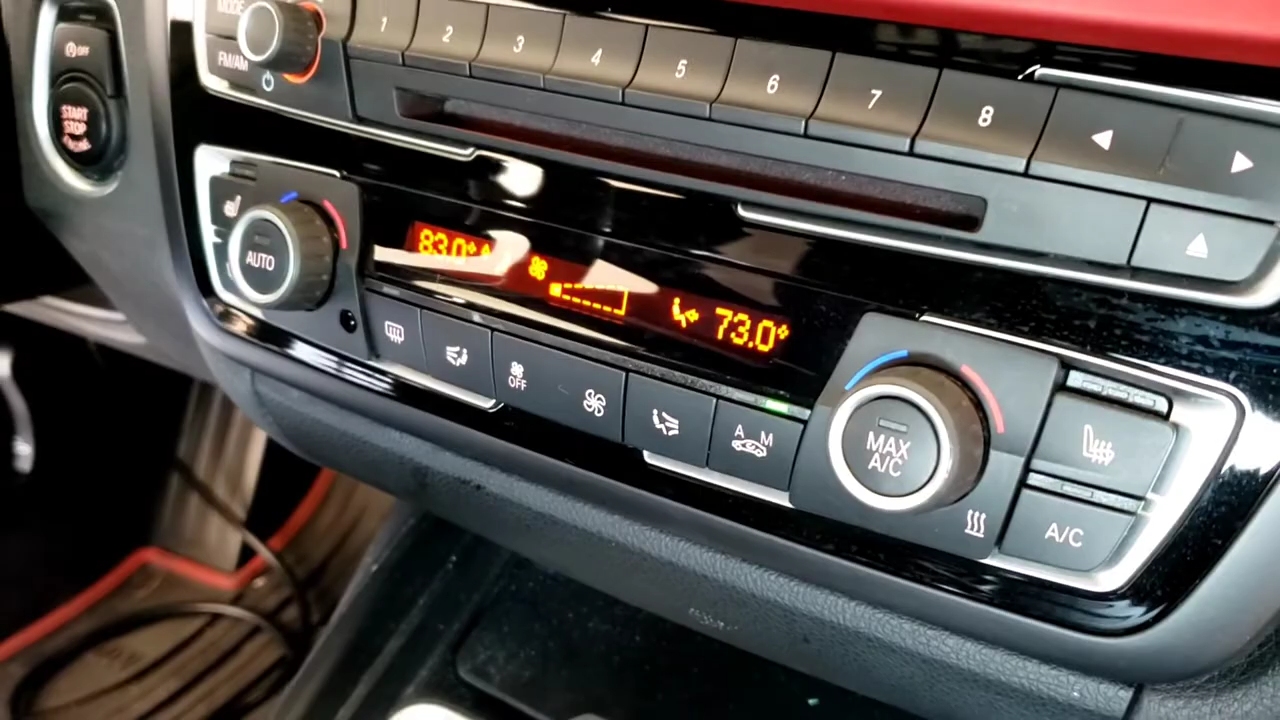 MODE
1
2
3
4
5
6
7
8
FM/AM
OFF
START
STOP
AUTO
83.0°
73.0°
OFF
A M
MAX
A/C
A/C